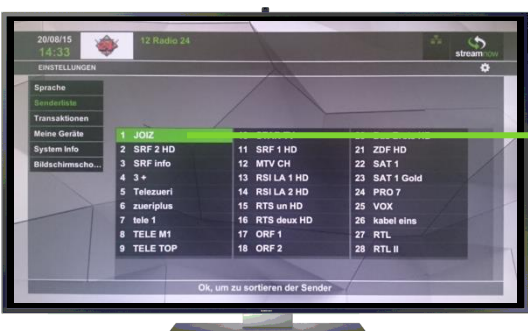 20/08/15
14:33
12 Radio 24
streamnow
EINSTELLUNGEN
Sprache
Senderliste
Transaktionen
Meine Geräte
System Info
Bildschirmscho...
1 JOIZ
2 SRF 2 HD
3 SRF info
4 3 +
5 Telezueri
6 zueriplus
7 tele 1
8 TELE M1
9 TELE TOP
11 SRF 1 HD
12 MTV CH
13 RSI LA 1 HD
14 RSI LA 2 HD
15 RTS un HD
16 RTS deux HD
17 ORF 1
18 ORF 2
21 ZDF HD
22 SAT 1
23 SAT 1 Gold
24 PRO 7
25 VOX
26 kabel eins
27 RTL
28 RTL II
Ok, um zu sortieren der Sender